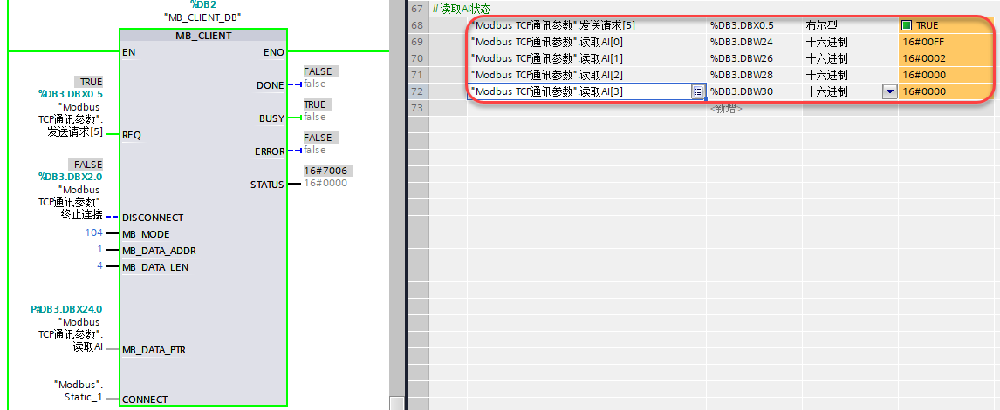 %DB2
"MB_CLIENT_DB"
MB_CLIENT
EN
ENO
FALSE
DONE
false
TRUE
%DB3.DBX0.5
"Modbus
TCP通讯参数".
发送请求[5]
REQ
TRUE
BUSY
false
FALSE
ERROR
false
16#7006
STATUS
16#0000
FALSE
%DB3.DBX2.0
"Modbus
TCP通讯参数".
终止连接
DISCONNECT
104
MB_MODE
1
MB_DATA_ADDR
4
MB_DATA_LEN
P#DB3.DBX24.0
"Modbus
TCP通讯参数".
读取AI
MB_DATA_PTR
"Modbus".
Static_1
CONNECT
67 //读取AI状态
68 "Modbus TCP通讯参数".发送请求[5] %DB3.DBX0.5 布尔型 TRUE
69 "Modbus TCP通讯参数".读取AI[0] %DB3.DBW24 十六进制 16#00FF
70 "Modbus TCP通讯参数".读取AI[1] %DB3.DBW26 十六进制 16#0002
71 "Modbus TCP通讯参数".读取AI[2] %DB3.DBW28 十六进制 16#0000
72 "Modbus TCP通讯参数".读取AI[3] %DB3.DBW30 十六进制 16#0000
73 <新增>